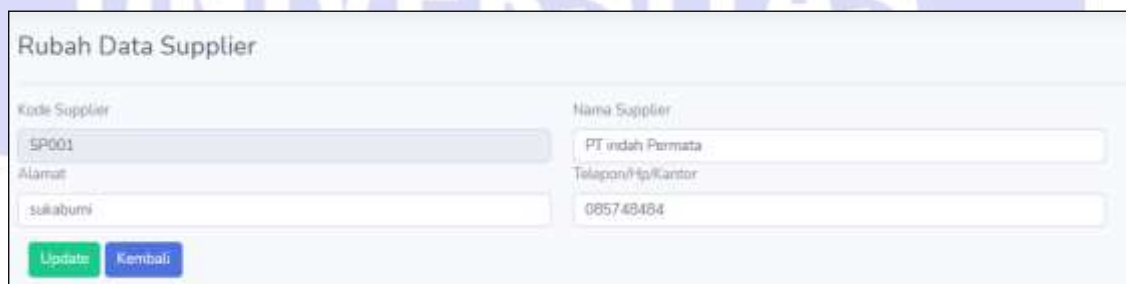 UNIVERSITAS
Rubah Data Supplier
Kode Supplier
Nama Supplier
SP001
PT indah Permata
Alamat
Telapon/Hp/Kantor
sukabumi
085748484
Update
Kembali